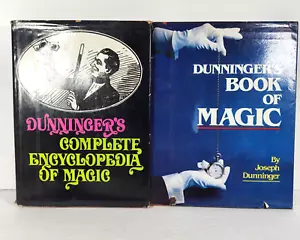 DUNNINGER'S
COMPLETE
ENCYCLOPEDIA
OF MAGIC
DUNNINGER'S
BOOK
OF
MAGIC
By
Joseph
Dunninger